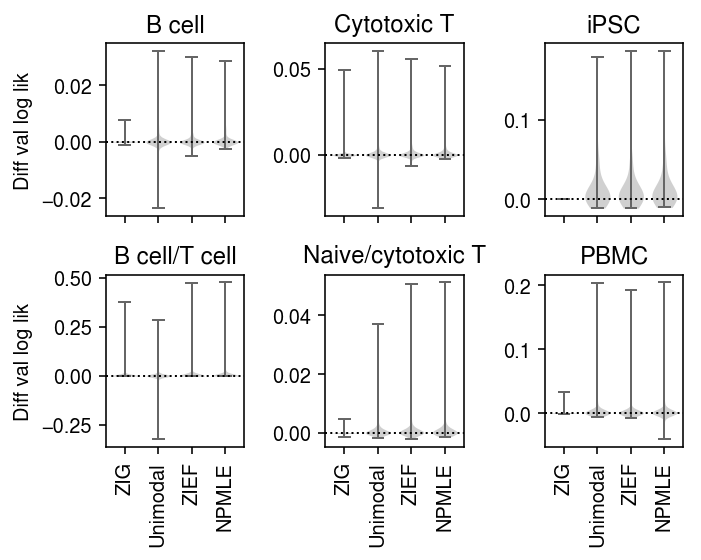 B cell
Cytotoxic T
iPSC
Diff val log lik
0.02
0.00
−0.02
0.05
0.00
0.1
0.0
B cell/T cell
Naive/cytotoxic T
PBMC
Diff val log lik
0.50
0.25
0.00
−0.25
0.04
0.02
0.00
0.2
0.1
0.0
ZIG
Unimodal
ZIEF
NPMLE
ZIG
Unimodal
ZIEF
NPMLE
ZIG
Unimodal
ZIEF
NPMLE